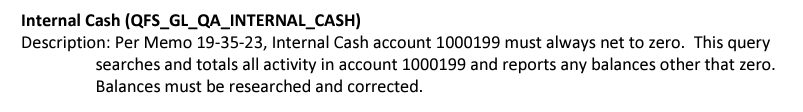 Internal Cash (QFS_GL_QA_INTERNAL_CASH)
Description: Per Memo 19-35-23, Internal Cash account 1000199 must always net to zero.  This query
searches and totals all activity in account 1000199 and reports any balances other that zero.
Balances must be researched and corrected.